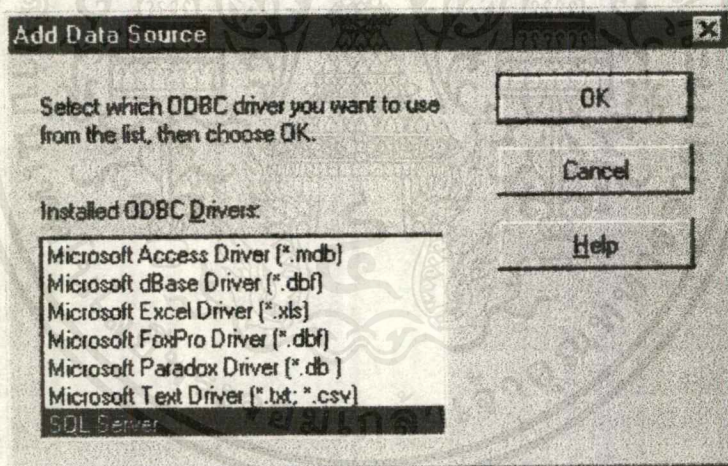 Add Data Source
Select which ODBC driver you want to use
from the list, then choose OK.
OK
Cancel
Help
Installed ODBC Drivers:
Microsoft Access Driver (*.mdb)
Microsoft dBase Driver (*.dbf)
Microsoft Excel Driver (*.xls)
Microsoft FoxPro Driver (*.dbf)
Microsoft Paradox Driver (*.db )
Microsoft Text Driver (*.txt; *.csv)
SQL Server